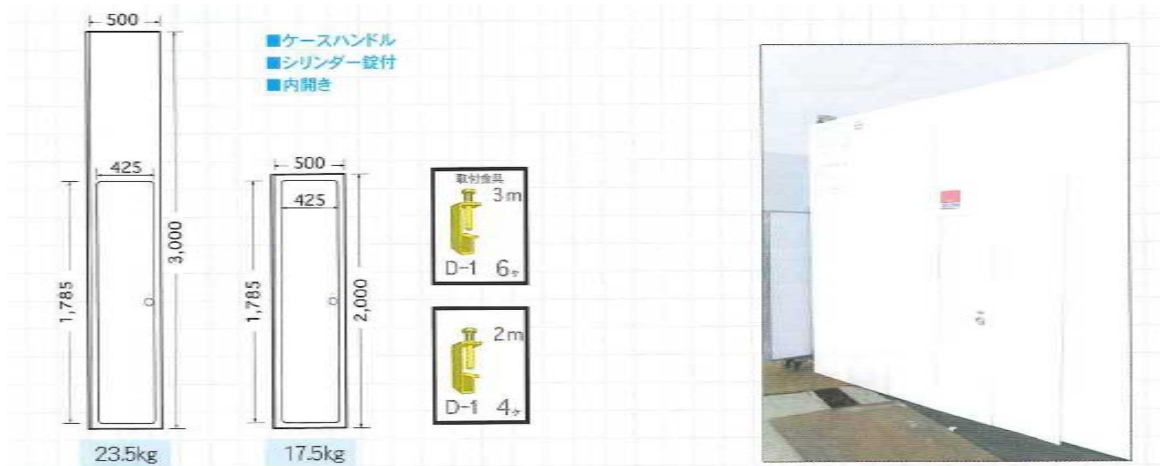 500
■ケースハンドル
■シリンダー錠付
■内開き
425
1,785
3,000
23.5kg
500
425
1,785
2,000
17.5kg
取付金具
3m
D-1 6ヶ
2m
D-1 4ヶ